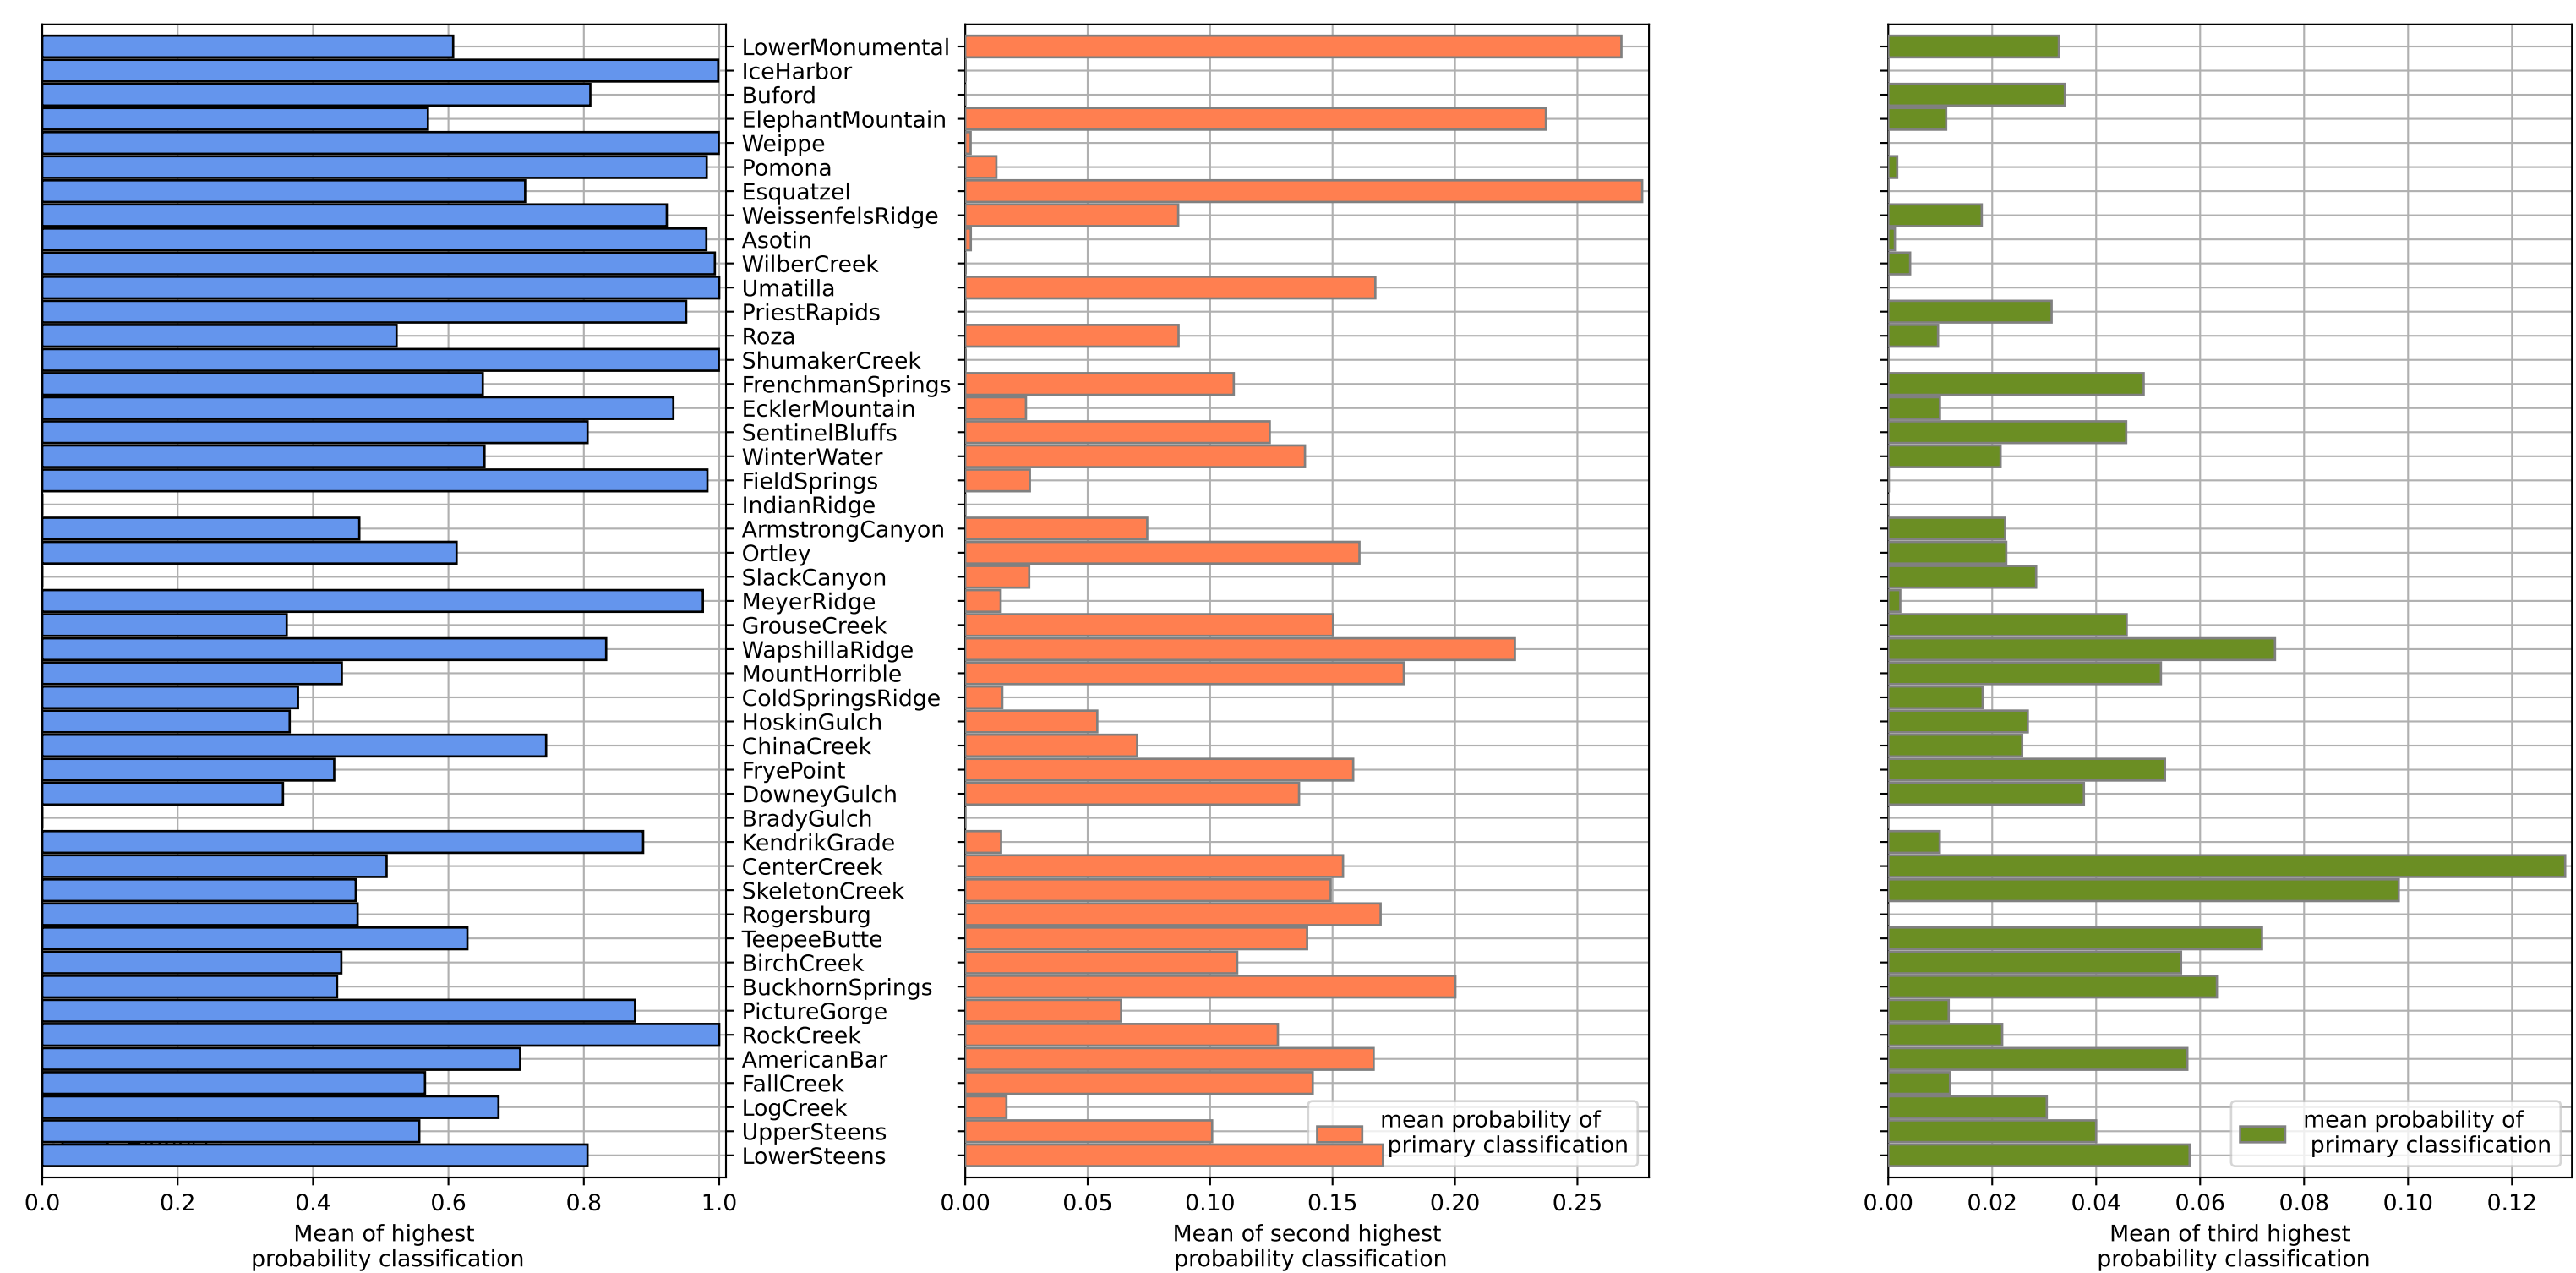 LowerMonumental
IceHarbor
Buford
ElephantMountain
Weippe
Pomona
Esquatzel
WeissenfelsRidge
Asotin
WilberCreek
Umatilla
PriestRapids
Roza
ShumakerCreek
FrenchmanSprings
EcklerMountain
SentinelBluffs
WinterWater
FieldSprings
IndianRidge
ArmstrongCanyon
Ortley
SlackCanyon
MeyerRidge
GrouseCreek
WapshillaRidge
MountHorrible
ColdSpringsRidge
HoskinGulch
ChinaCreek
FryePoint
DowneyGulch
BradyGulch
KendrikGrade
CenterCreek
SkeletonCreek
Rogersburg
TeepeeButte
BirchCreek
BuckhornSprings
PictureGorge
RockCreek
AmericanBar
FallCreek
LogCreek
UpperSteens
LowerSteens
0.0 0.2 0.4 0.6 0.8 1.0
Mean of highest
probability classification
mean probability of
primary classification
0.00 0.05 0.10 0.15 0.20 0.25
Mean of second highest
probability classification
mean probability of
primary classification
0.00 0.02 0.04 0.06 0.08 0.10 0.12
Mean of third highest
probability classification